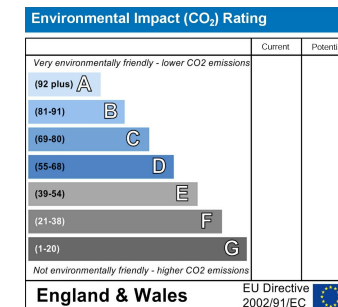 Environmental Impact (CO₂) Rating
Current Potenti
Very environmentally friendly - lower CO2 emissions
(92 plus) A
(81-91) B
(69-80) C
(55-68) D
(39-54) E
(21-38) F
(1-20) G
Not environmentally friendly - higher CO2 emissions
England & Wales
EU Directive
2002/91/EC